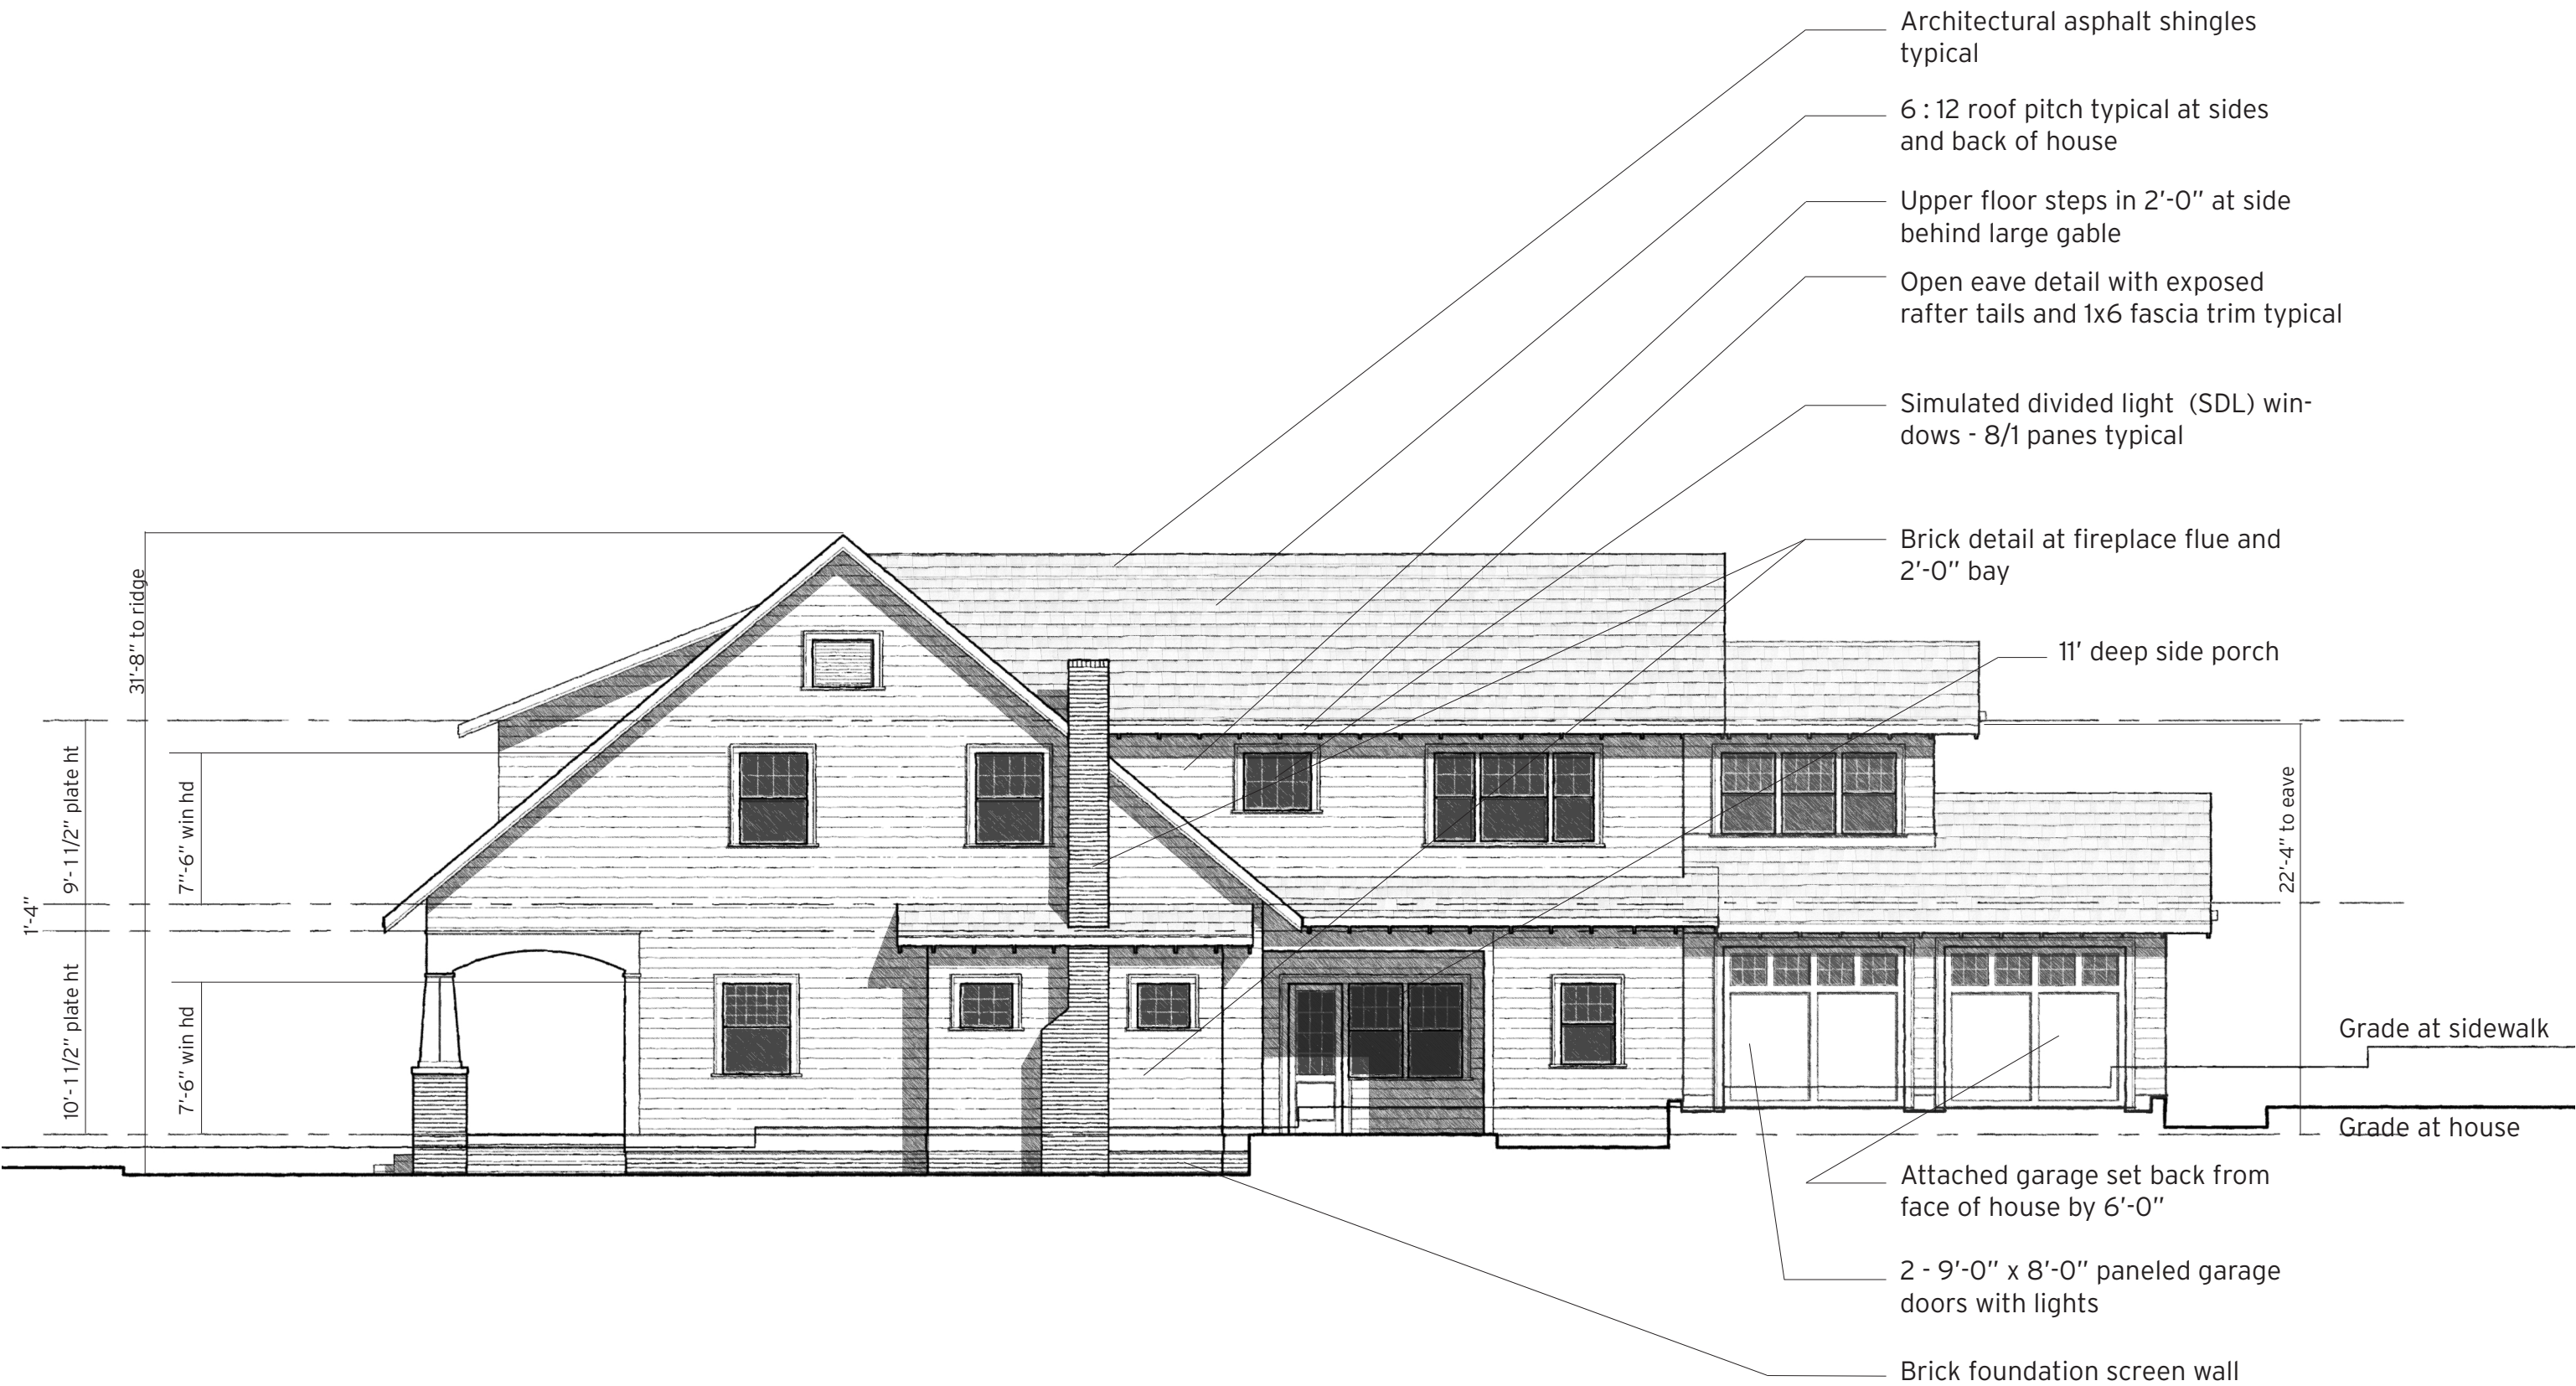 Architectural asphalt shingles
typical
6 : 12 roof pitch typical at sides
and back of house
Upper floor steps in 2'-0" at side
behind large gable
Open eave detail with exposed
rafter tails and 1x6 fascia trim typical
Simulated divided light (SDL) win-
dows - 8/1 panes typical
Brick detail at fireplace flue and
2'-0" bay
11' deep side porch
31'-8" to ridge
9'- 1 1/2" plate ht
7"-6" win hd
1'-4"
10'- 1 1/2" plate ht
7'-6" win hd
22'-4" to eave
Grade at sidewalk
Grade at house
Attached garage set back from
face of house by 6'-0"
2 - 9'-0" x 8'-0" paneled garage
doors with lights
Brick foundation screen wall